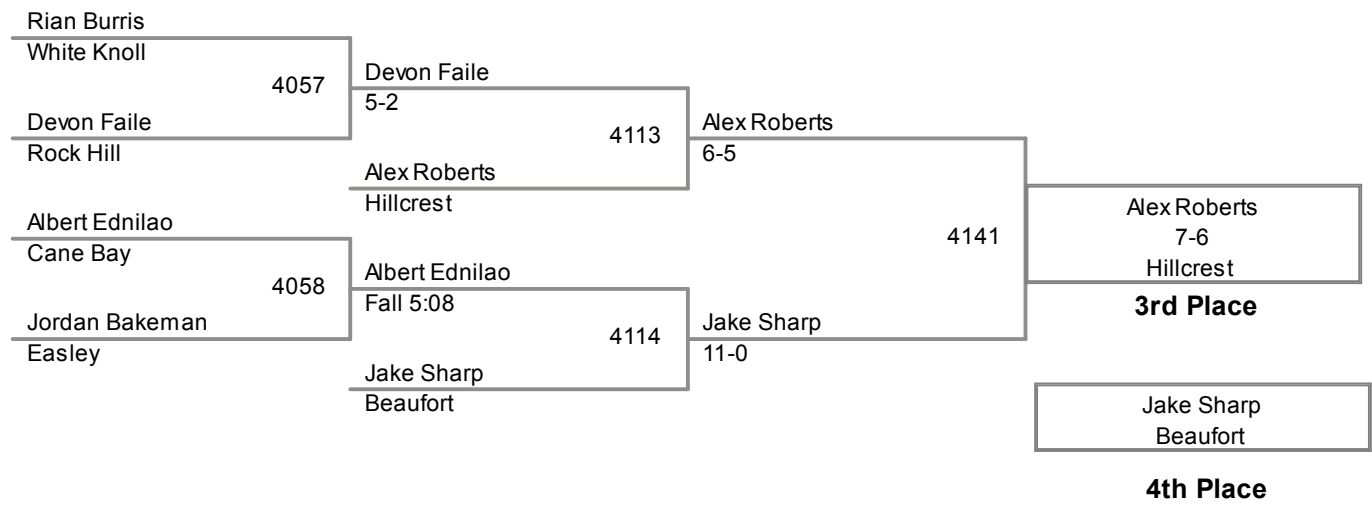 Rian Burris
White Knoll
4057
Devon Faile
Rock Hill
Devon Faile
5-2
4113
Alex Roberts
Hillcrest
Alex Roberts
6-5
Albert Ednilao
Cane Bay
4058
Jordan Bakeman
Easley
Albert Ednilao
Fall 5:08
4114
Jake Sharp
Beaufort
Jake Sharp
11-0
4141
Alex Roberts
7-6
Hillcrest
3rd Place
Jake Sharp
Beaufort
4th Place